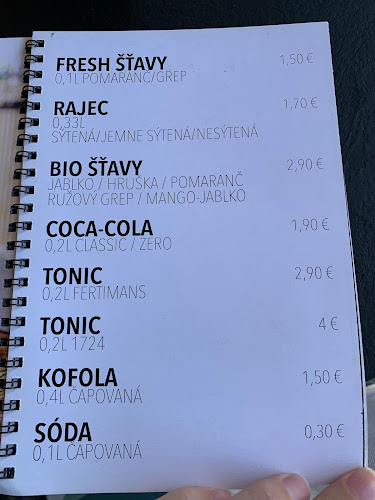 FRESH ŠŤAVY 1,50 €
0,1L POMARANČ/GREP
RAJEC 1,70 €
0,33L
SÝTENÁ/JEMNE SÝTENÁ/NESÝTENÁ
BIO ŠŤAVY 2,90 €
JABLKO / HRUŠKA / POMARANČ
RUŽOVÝ GREP / MANGO-JABLKO
COCA-COLA 1,90 €
0,2L CLASSIC / ZERO
TONIC 2,90 €
0,2L FERTIMANS
TONIC 4 €
0,2L 1724
KOFOLA 1,50 €
0,4L ČAPOVANÁ
SÓDA 0,30 €
0,1L ČAPOVANÁ